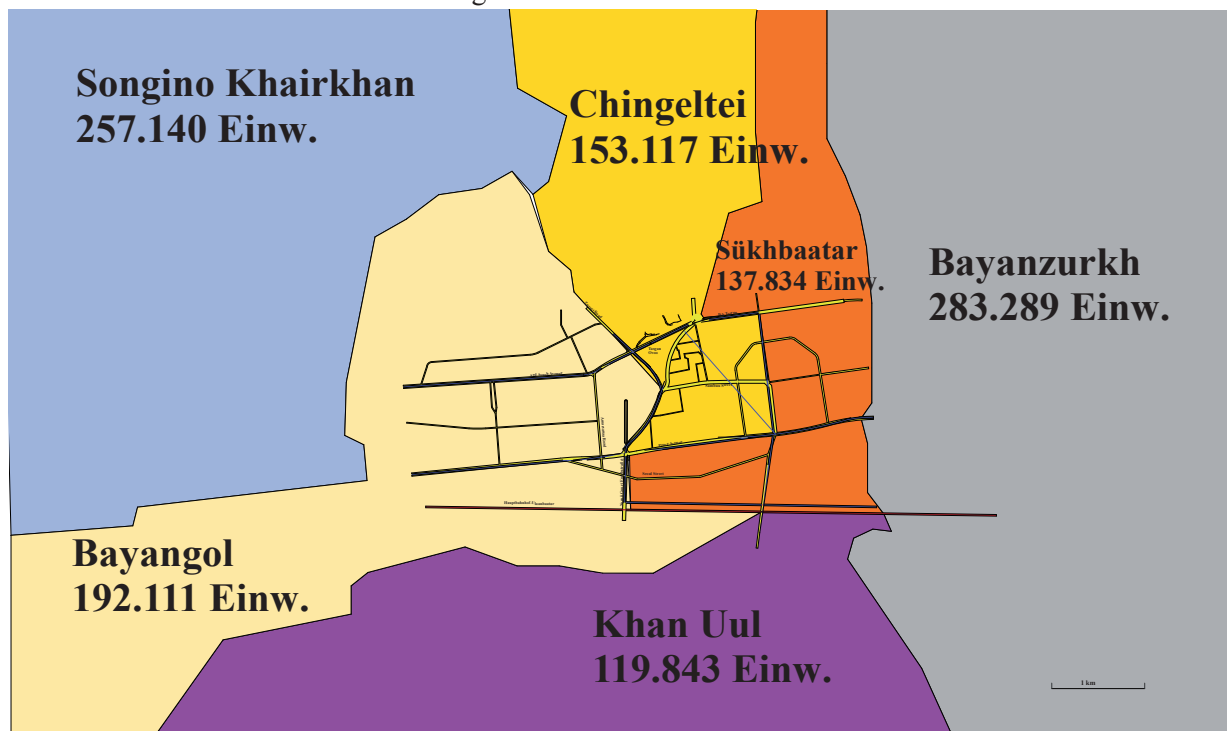 Songino Khairkhan
257.140 Einw.
Chingeltei
153.117 Einw.
Sükhbaatar
137.834 Einw.
Bayanzurkh
283.289 Einw.
Bayangol
192.111 Einw.
Khan Uul
119.843 Einw.
1 km